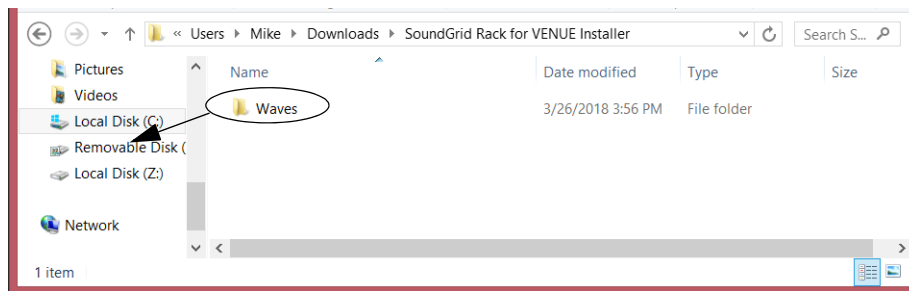 « Users ▸ Mike ▸ Downloads ▸ SoundGrid Rack for VENUE Installer
Search S...
Pictures
Videos
Local Disk (C:)
Removable Disk (
Local Disk (Z:)
Network
Name Date modified Type Size
Waves 3/26/2018 3:56 PM File folder
1 item